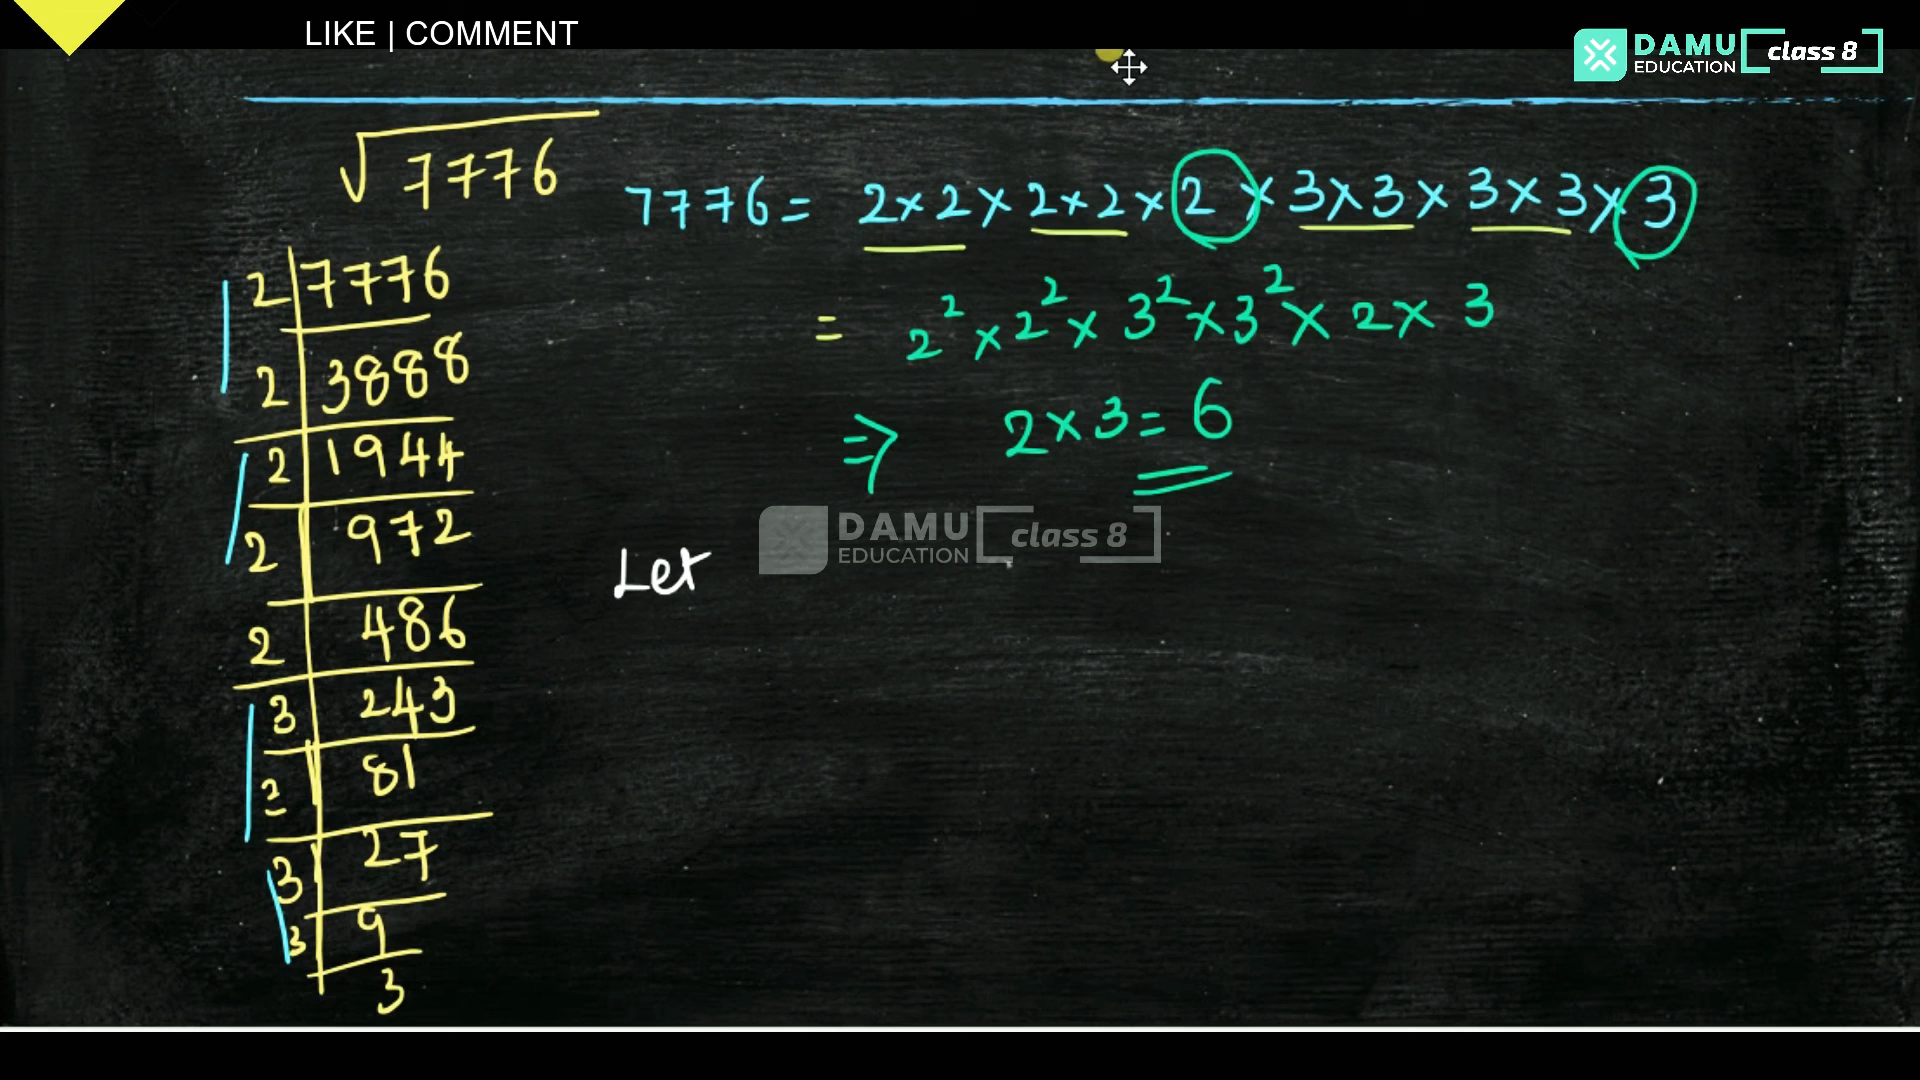 LIKE | COMMENT
DAMU EDUCATION class 8
√7776
7776 = 2×2×2×2×2×3×3×3×3×3
= 2²×2²×3²×3²×2×3
⇒ 2×3=6
2 | 7776
2 | 3888
2 | 1944
2 | 972
2 | 486
3 | 243
2 | 81
3 | 27
3 | 9
3
DAMU EDUCATION class 8
Let